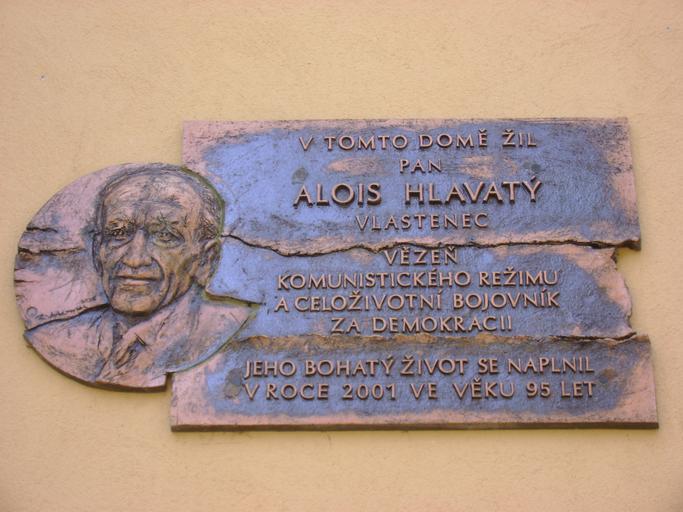 V TOMTO DOMĚ ŽIL
PAN
ALOIS HLAVATÝ
VLASTENEC
VĚZEŇ
KOMUNISTICKÉHO REŽIMU
A CELOŽIVOTNÍ BOJOVNÍK
ZA DEMOKRACII
JEHO BOHATÝ ŽIVOT SE NAPLNIL
V ROCE 2001 VE VĚKU 95 LET